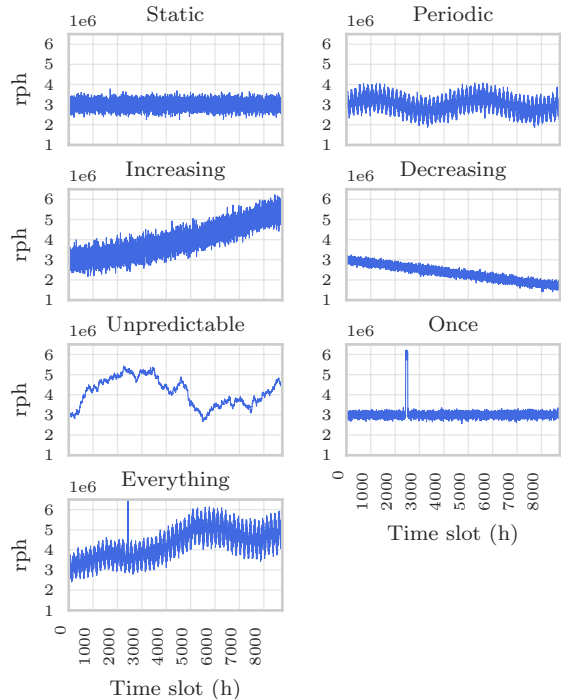 Static
Periodic
1e6
1e6
rph
6
5
4
3
2
1
6
5
4
3
2
1
Increasing
Decreasing
1e6
1e6
rph
6
5
4
3
2
1
6
5
4
3
2
1
Unpredictable
Once
1e6
1e6
rph
6
5
4
3
2
1
6
5
4
3
2
1
0 1000 2000 3000 4000 5000 6000 7000 8000
Time slot (h)
Everything
1e6
rph
6
5
4
3
2
1
0 1000 2000 3000 4000 5000 6000 7000 8000
Time slot (h)